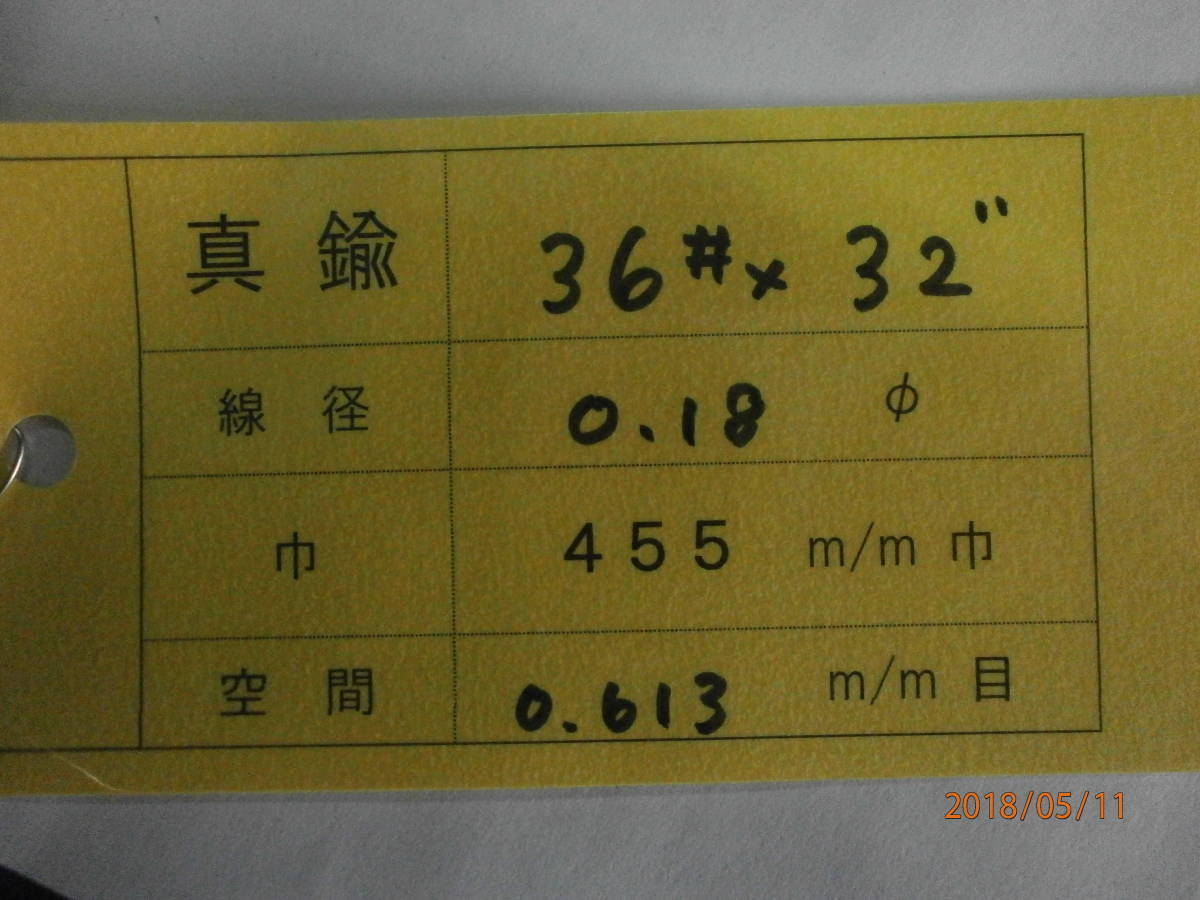 真鍮 36#x 32"
線径 0.18 φ
巾 455 m/m 巾
空間 0.613 m/m 目
2018/05/11